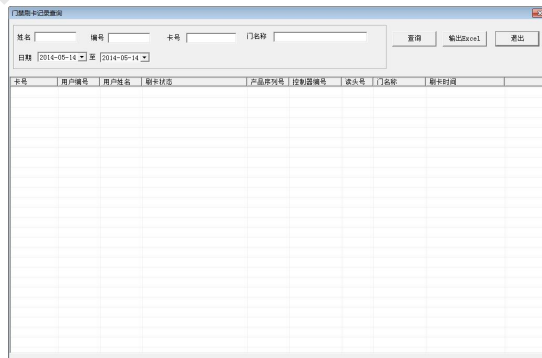 门禁刷卡记录查询
姓名 编号 卡号 门名称 查询 输出Excel 退出
日期 2014-05-14 至 2014-05-14
卡号 用户编号 用户姓名 刷卡状态 产品序列号 控制器编号 读头号 门名称 刷卡时间